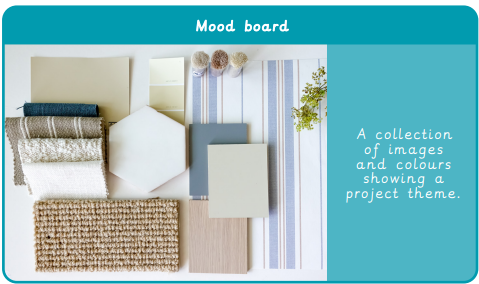 Mood board
A collection
of images
and colours
showing a
project theme.